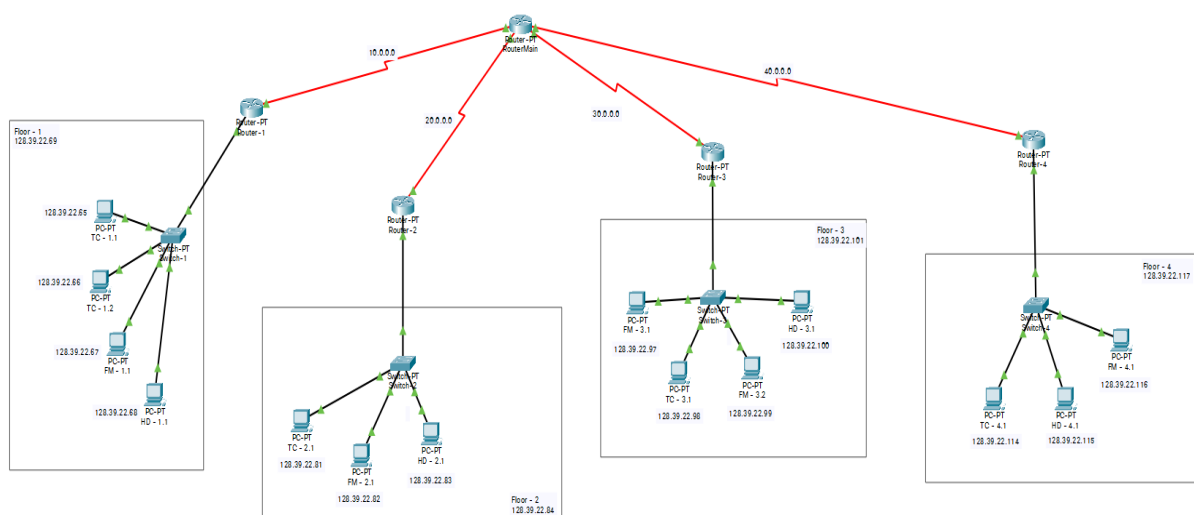 Router-PT
RouterMain
10.0.0.0
20.0.0.0
30.0.0.0
40.0.0.0
Router-PT
Router-1
Floor - 1
128.39.22.69
128.39.22.65
PC-PT
TC - 1.1
Switch-PT
Switch-1
128.39.22.66
PC-PT
TC - 1.2
128.39.22.67
PC-PT
FM - 1.1
128.39.22.68
PC-PT
HD - 1.1
Router-PT
Router-2
Switch-PT
Switch-2
PC-PT
TC - 2.1
128.39.22.81
PC-PT
FM - 2.1
128.39.22.82
PC-PT
HD - 2.1
128.39.22.83
Floor - 2
128.39.22.84
Router-PT
Router-3
Floor - 3
128.39.22.101
Switch-PT
Switch-3
PC-PT
FM - 3.1
128.39.22.97
PC-PT
TC - 3.1
128.39.22.98
PC-PT
FM - 3.2
128.39.22.99
PC-PT
HD - 3.1
128.39.22.100
Router-PT
Router-4
Floor - 4
128.39.22.117
Switch-PT
Switch-4
PC-PT
TC - 4.1
128.39.22.114
PC-PT
HD - 4.1
128.39.22.115
PC-PT
FM - 4.1
128.39.22.116